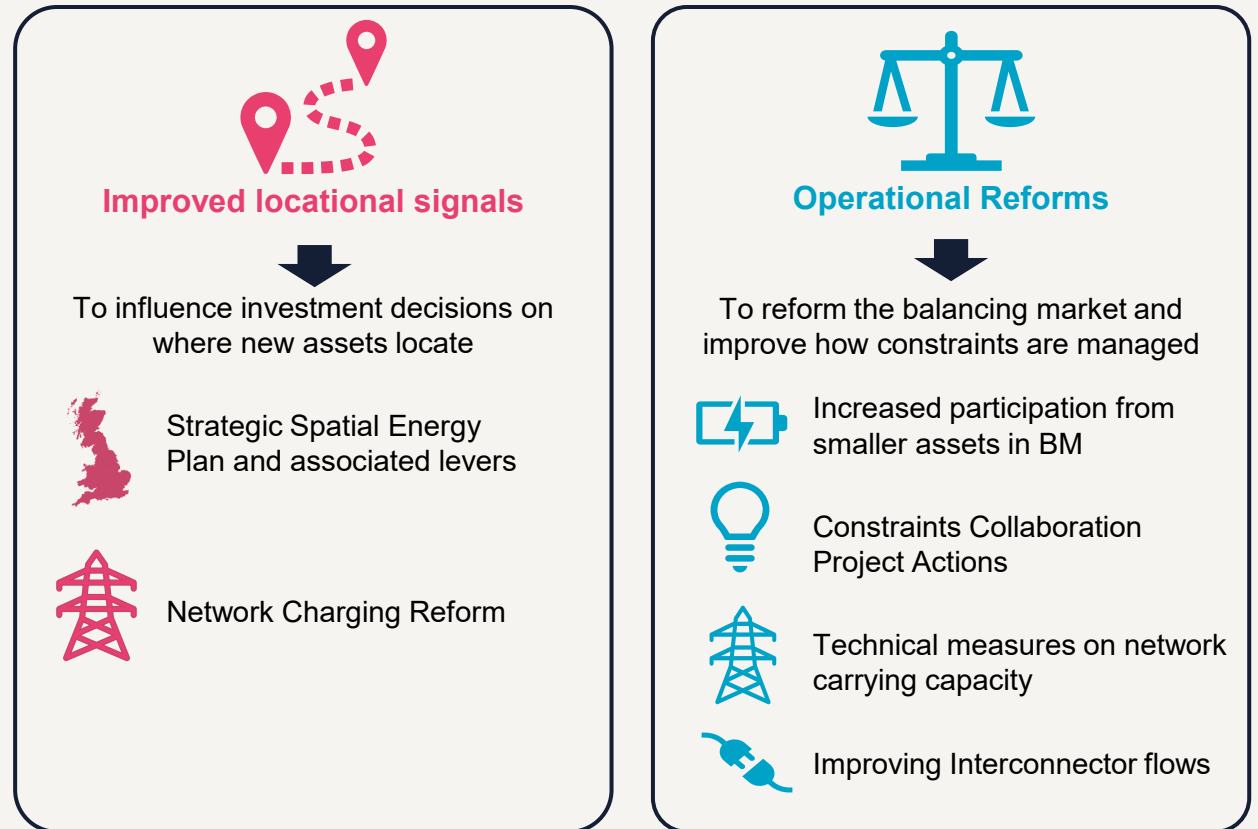 Improved locational signals
To influence investment decisions on
where new assets locate
Strategic Spatial Energy
Plan and associated levers
Network Charging Reform
Operational Reforms
To reform the balancing market and
improve how constraints are managed
Increased participation from
smaller assets in BM
Constraints Collaboration
Project Actions
Technical measures on network
carrying capacity
Improving Interconnector flows